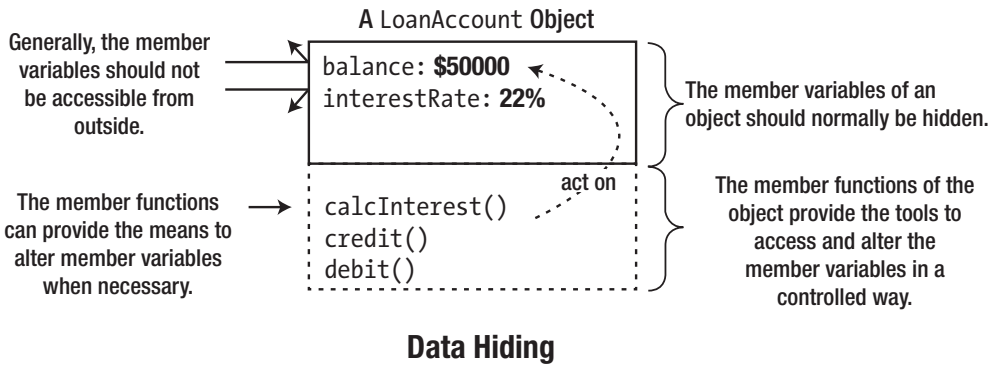 A LoanAccount Object
Generally, the member
variables should not
be accessible from
outside.
balance: $50000
interestRate: 22%
The member variables of an
object should normally be hidden.
act on
The member functions
can provide the means to
alter member variables
when necessary.
calcInterest()
credit()
debit()
The member functions of the
object provide the tools to
access and alter the
member variables in a
controlled way.
Data Hiding